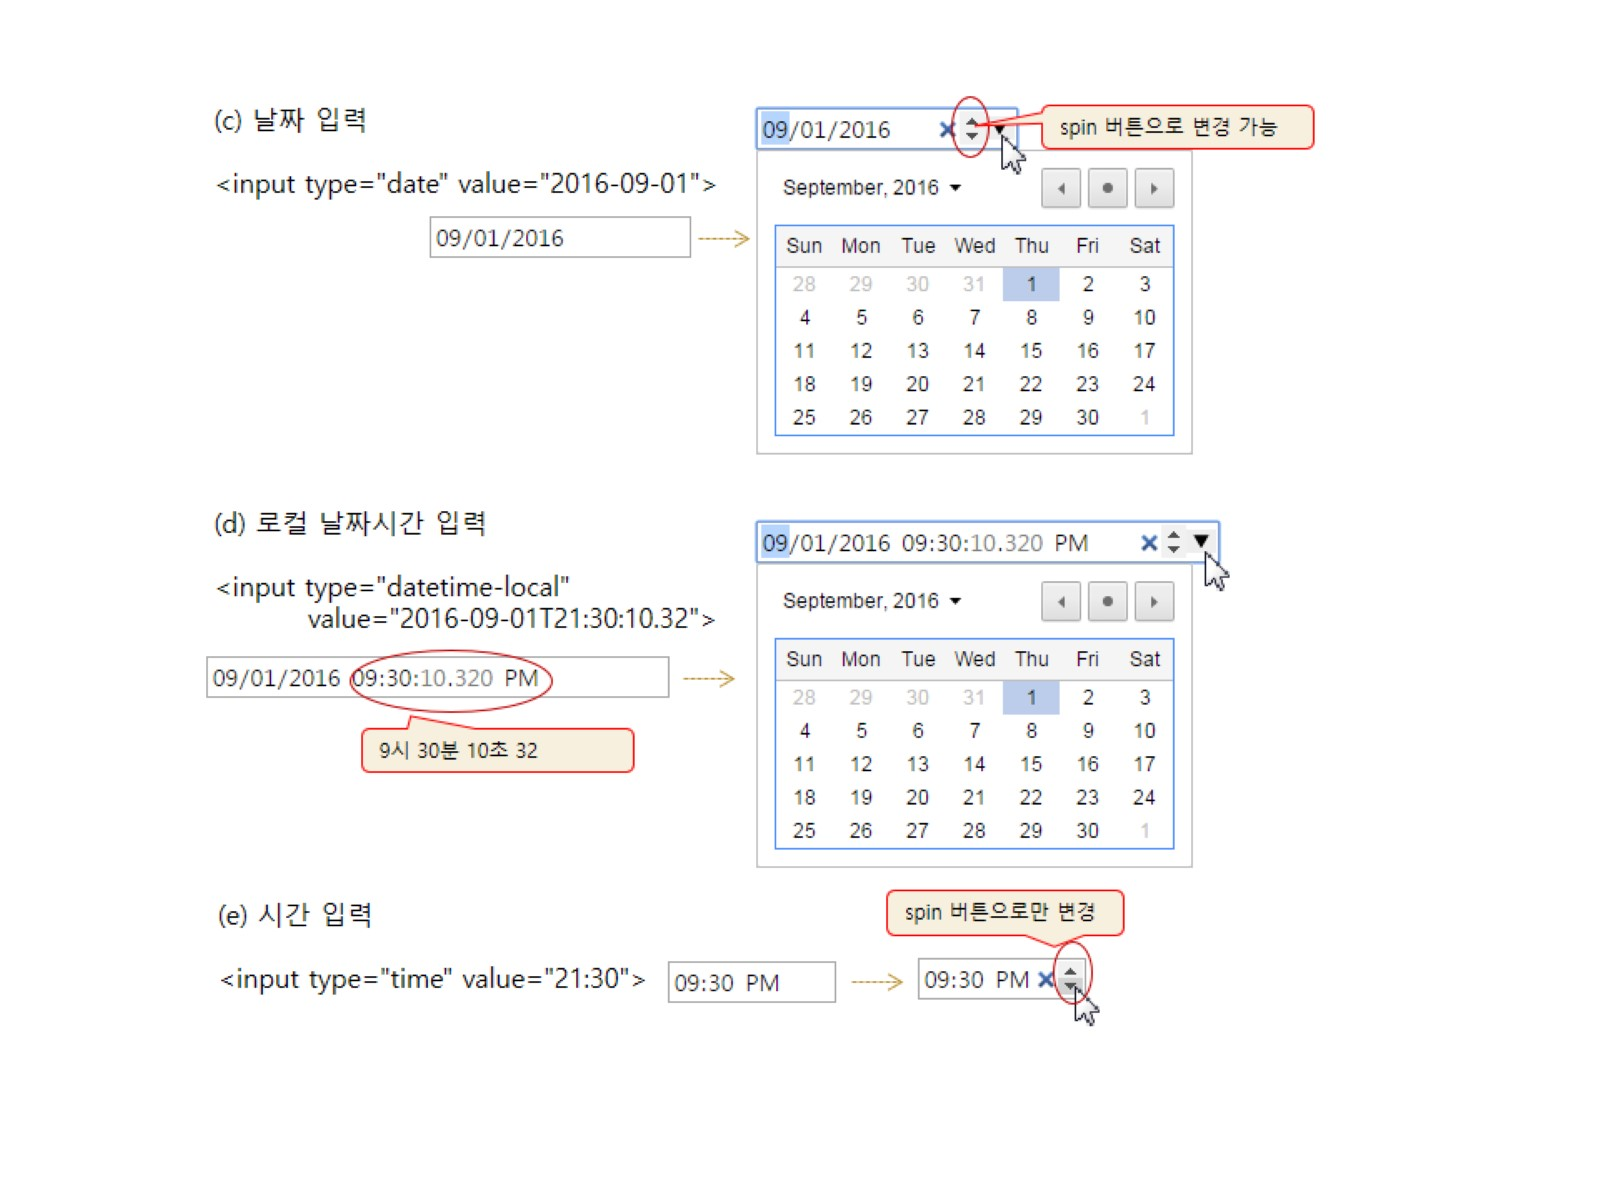 (c) 날짜 입력
<input type="date" value="2016-09-01">
09/01/2016
09/01/2016
spin 버튼으로 변경 가능
September, 2016
Sun Mon Tue Wed Thu Fri Sat
28 29 30 31 1 2 3
4 5 6 7 8 9 10
11 12 13 14 15 16 17
18 19 20 21 22 23 24
25 26 27 28 29 30 1
(d) 로컬 날짜시간 입력
<input type="datetime-local"
value="2016-09-01T21:30:10.32">
09/01/2016 09:30:10.320 PM
9시 30분 10초 32
09/01/2016 09:30:10.320 PM
September, 2016
Sun Mon Tue Wed Thu Fri Sat
28 29 30 31 1 2 3
4 5 6 7 8 9 10
11 12 13 14 15 16 17
18 19 20 21 22 23 24
25 26 27 28 29 30 1
(e) 시간 입력
<input type="time" value="21:30">
09:30 PM
spin 버튼으로만 변경
09:30 PM